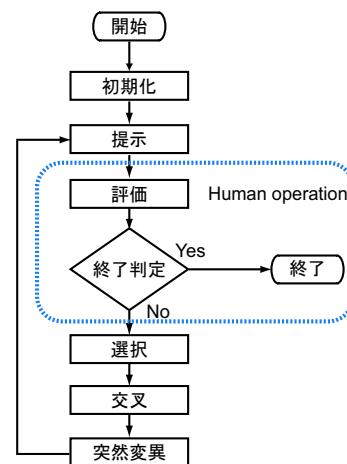 開始
初期化
提示
評価
Human operation
終了判定
Yes
終了
No
選択
交叉
突然変異